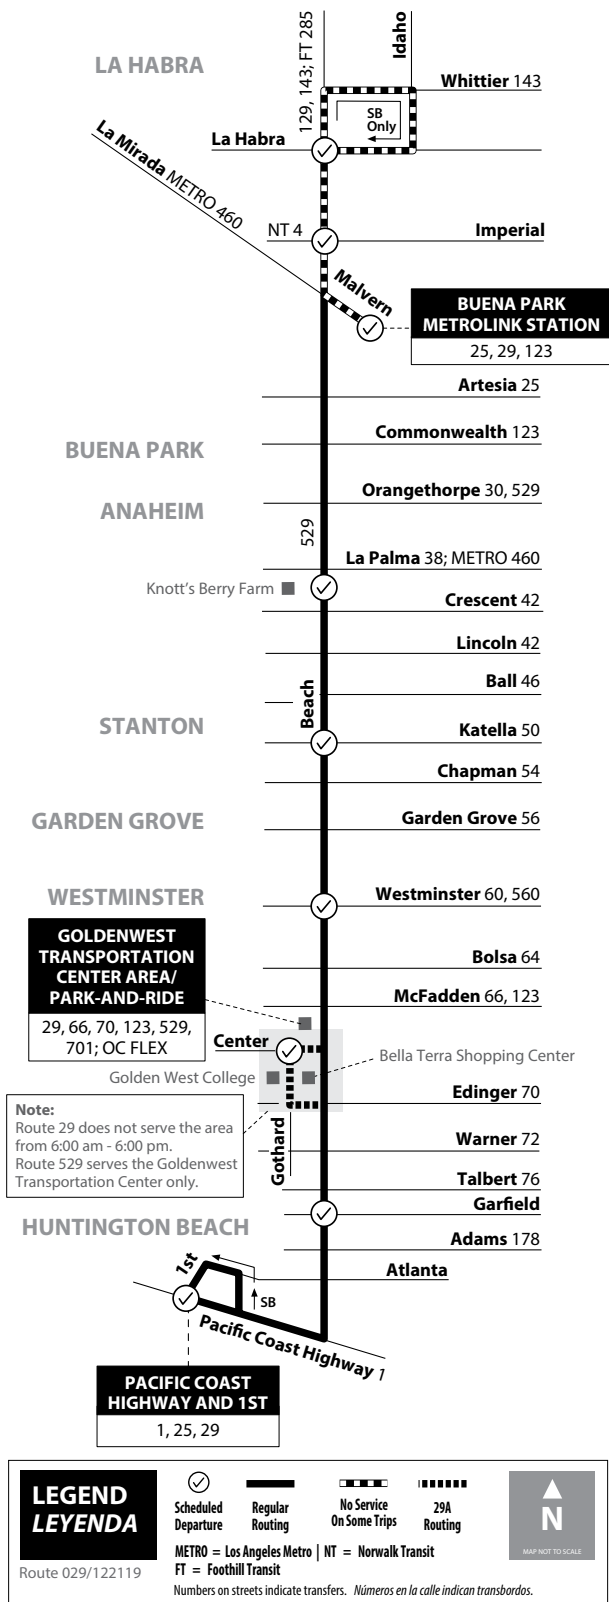 129, 143; FT 285
Idaho
LA HABRA
Whittier 143
SB
Only
La Habra
La Mirada METRO 460
NT 4
Imperial
Malvern
BUENA PARK
METROLINK STATION
25, 29, 123
Artesia 25
Commonwealth 123
BUENA PARK
Orangethorpe 30, 529
ANAHEIM
529
La Palma 38; METRO 460
Knott's Berry Farm
Crescent 42
Lincoln 42
Ball 46
Beach
STANTON
Katella 50
Chapman 54
GARDEN GROVE
Garden Grove 56
WESTMINSTER
Westminster 60, 560
GOLDENWEST
TRANSPORTATION
CENTER AREA/
PARK-AND-RIDE
29, 66, 70, 123, 529,
701; OC FLEX
Bolsa 64
McFadden 66, 123
Center
Bella Terra Shopping Center
Golden West College
Edinger 70
Note:
Route 29 does not serve the area
from 6:00 am - 6:00 pm.
Route 529 serves the Goldenwest
Transportation Center only.
Gothard
Warner 72
Talbert 76
Garfield
HUNTINGTON BEACH
Adams 178
1st
Atlanta
SB
Pacific Coast Highway 1
PACIFIC COAST
HIGHWAY AND 1ST
1, 25, 29
LEGEND
LEYENDA
Route 029/122119
Scheduled
Departure
Regular
Routing
No Service
On Some Trips
29A
Routing
METRO = Los Angeles Metro | NT = Norwalk Transit
FT = Foothill Transit
Numbers on streets indicate transfers. Números en la calle indican transbordos.
N
MAP NOT TO SCALE